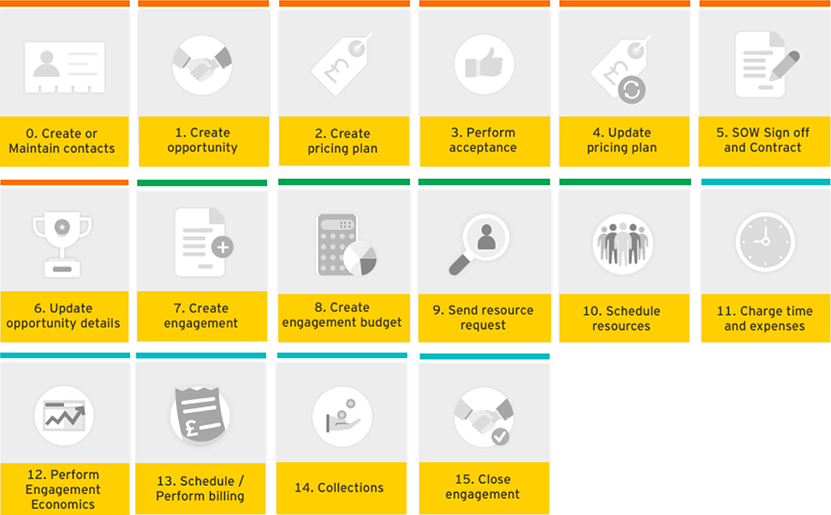 £
£
0. Create or
Maintain contacts
1. Create
opportunity
2. Create
pricing plan
3. Perform
acceptance
4. Update
pricing plan
5. SOW Sign off
and Contract
6. Update
opportunity details
7. Create
engagement
8. Create
engagement budget
9. Send resource
request
10. Schedule
resources
11. Charge time
and expenses
£
12. Perform
Engagement
Economics
13. Schedule /
Perform billing
14. Collections
15. Close
engagement